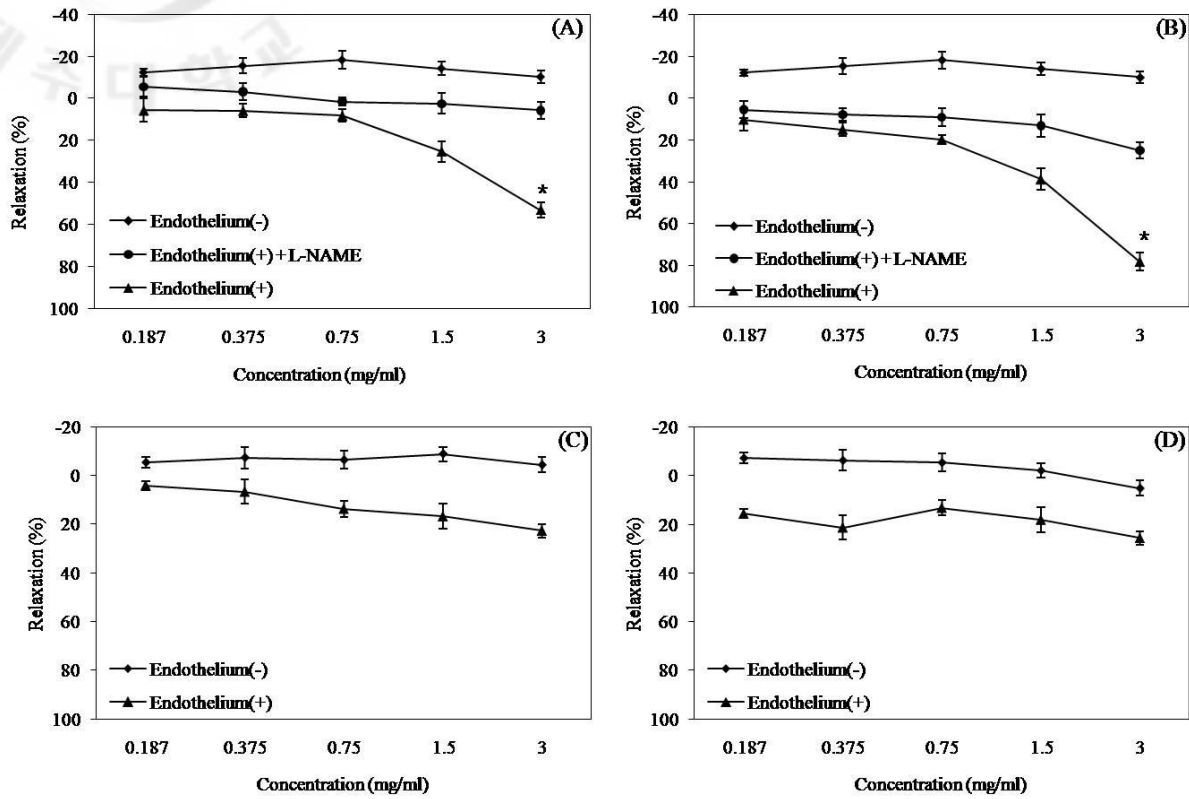 (A)
-40
-20
0
20
40
60
80
100
Relaxation (%)
*
Endothelium(-)
Endothelium(+)+L-NAME
Endothelium(+)
0.187 0.375 0.75 1.5 3
Concentration (mg/ml)
(B)
-40
-20
0
20
40
60
80
100
Relaxation (%)
*
Endothelium(-)
Endothelium(+)+L-NAME
Endothelium(+)
0.187 0.375 0.75 1.5 3
Concentration (mg/ml)
(C)
-20
0
20
40
60
80
100
Relaxation (%)
Endothelium(-)
Endothelium(+)
0.187 0.375 0.75 1.5 3
Concentration (mg/ml)
(D)
-20
0
20
40
60
80
100
Relaxation (%)
Endothelium(-)
Endothelium(+)
0.187 0.375 0.75 1.5 3
Concentration (mg/ml)